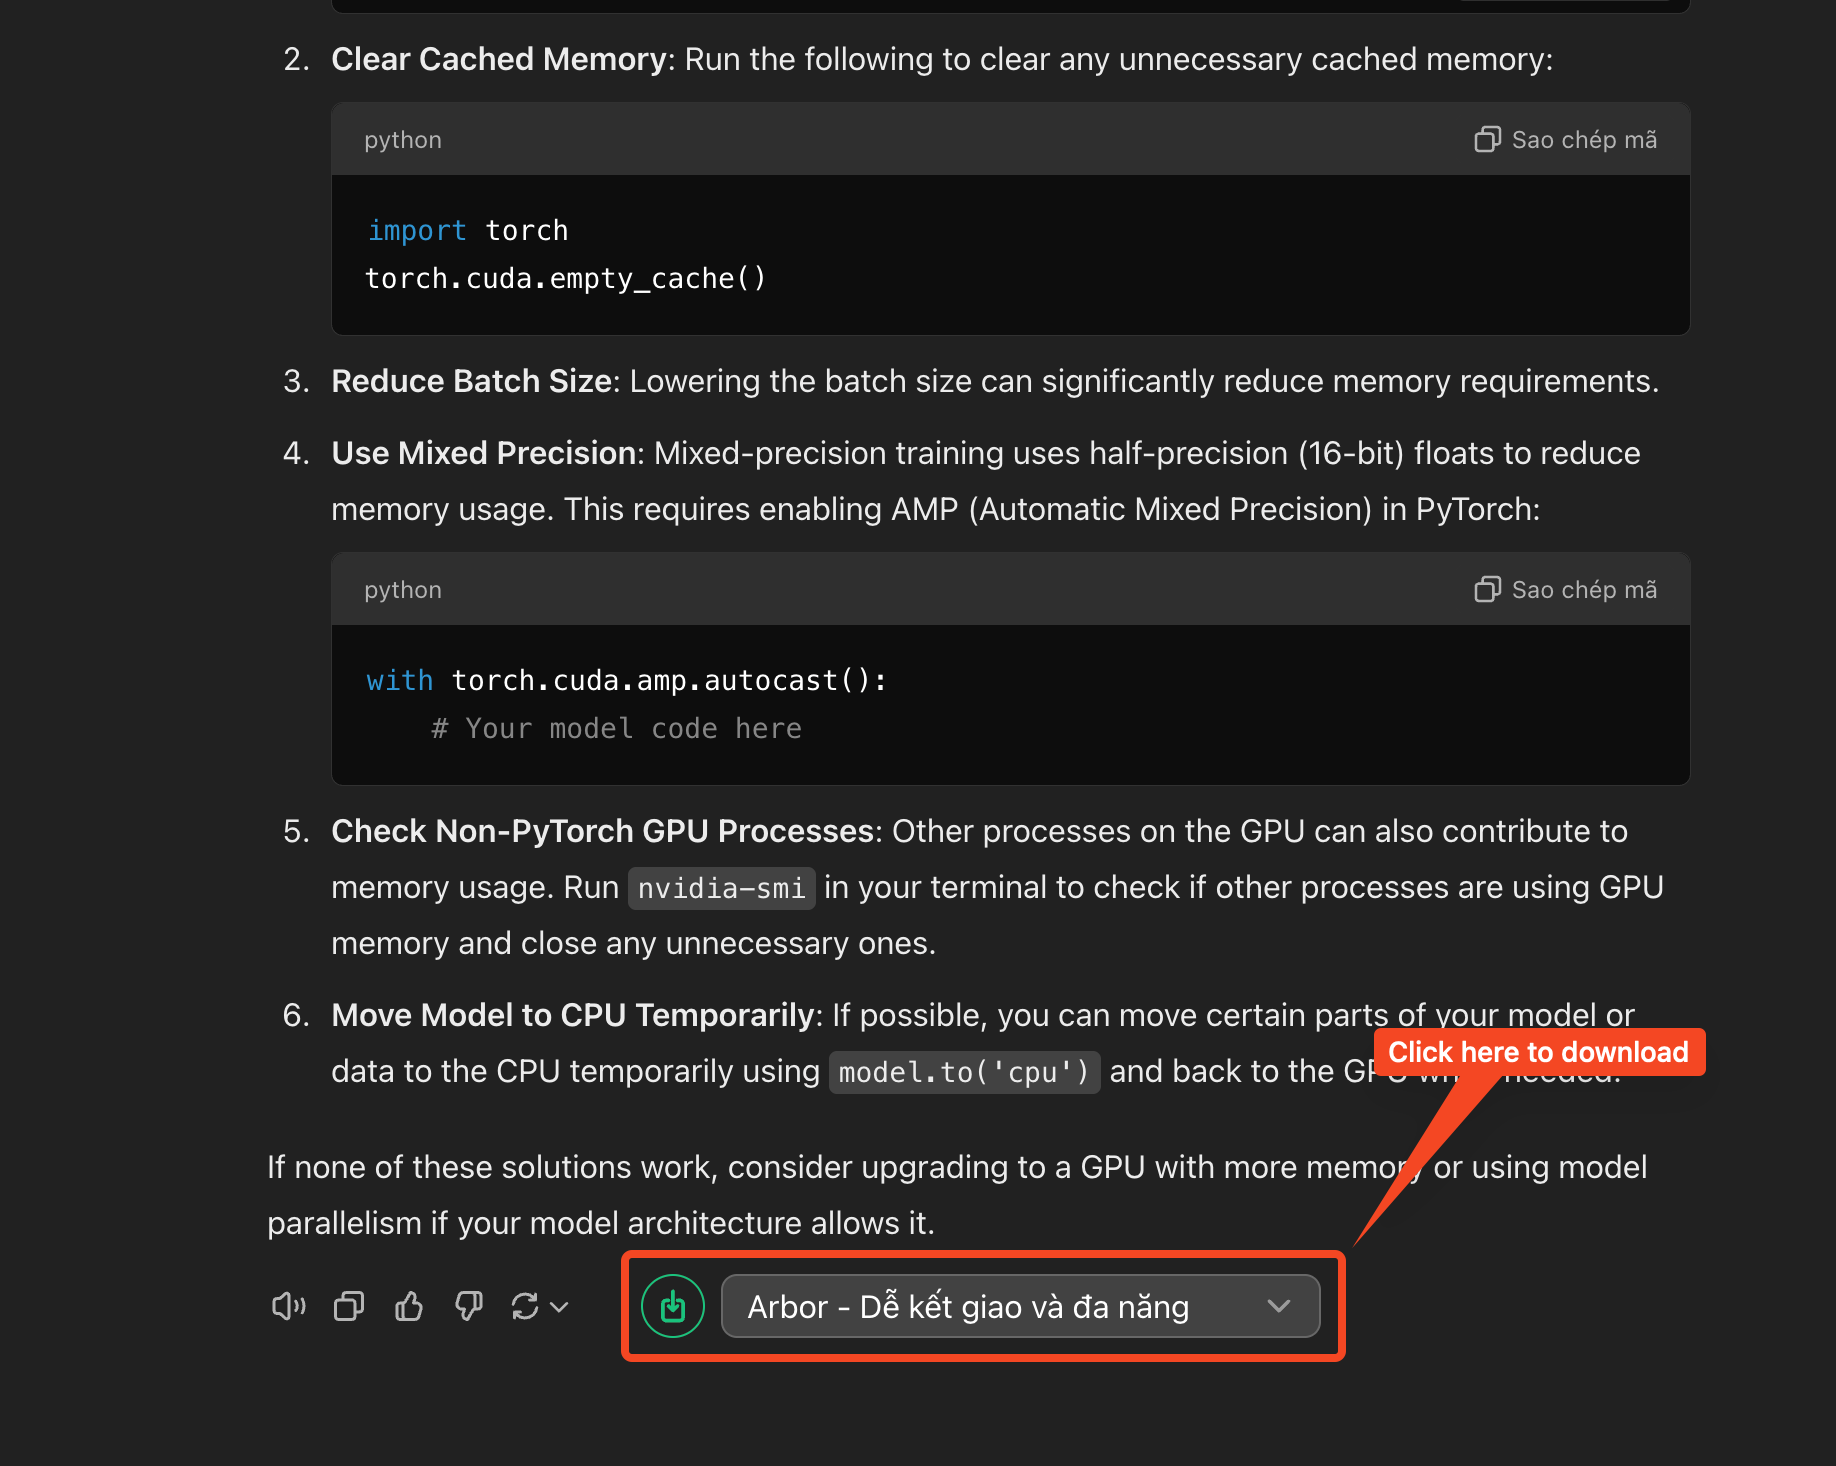 2. Clear Cached Memory: Run the following to clear any unnecessary cached memory:
python
Sao chép mã
import torch
torch.cuda.empty_cache()
3. Reduce Batch Size: Lowering the batch size can significantly reduce memory requirements.
4. Use Mixed Precision: Mixed-precision training uses half-precision (16-bit) floats to reduce
memory usage. This requires enabling AMP (Automatic Mixed Precision) in PyTorch:
python
Sao chép mã
with torch.cuda.amp.autocast():
# Your model code here
5. Check Non-PyTorch GPU Processes: Other processes on the GPU can also contribute to
memory usage. Run nvidia-smi in your terminal to check if other processes are using GPU
memory and close any unnecessary ones.
6. Move Model to CPU Temporarily: If possible, you can move certain parts of your model or
Click here to download
data to the CPU temporarily using model.to('cpu') and back to the
If none of these solutions work, consider upgrading to a GPU with more memory or using model
parallelism if your model architecture allows it.
Arbor - Dễ kết giao và đa năng